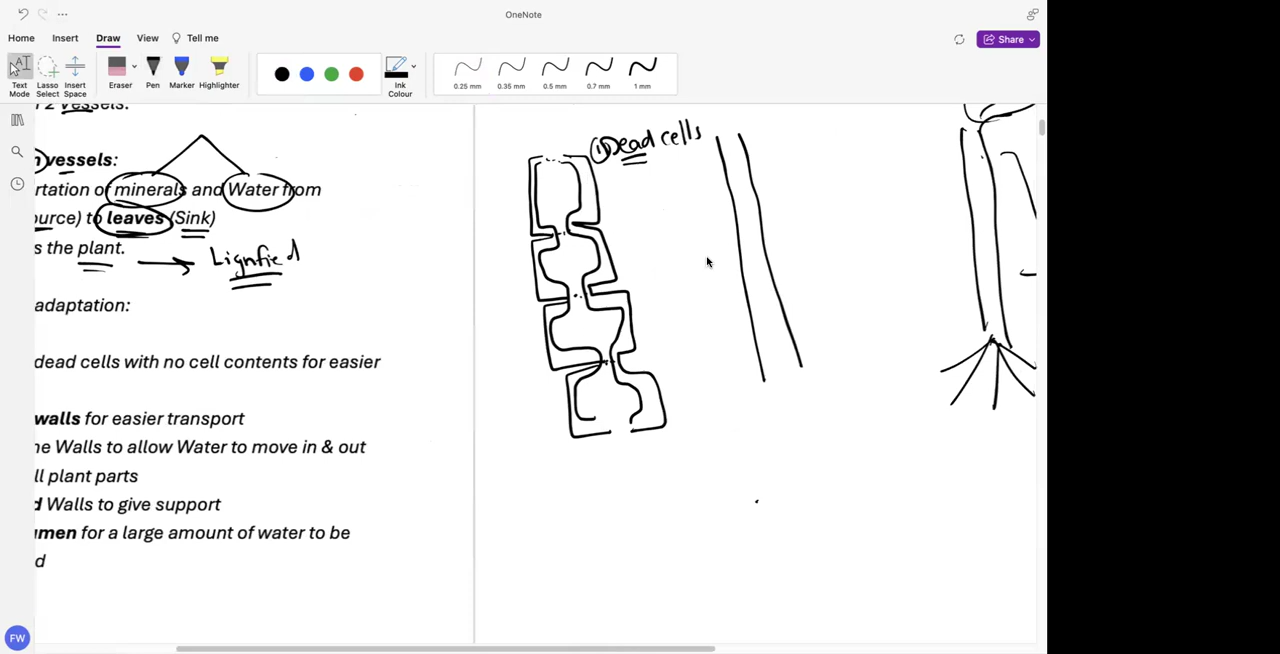 OneNote
Home Insert Draw View Tell me
Share
Text Mode
Lasso Select
Insert Space
Eraser
Pen
Marker
Highlighter
Ink Colour
0.25 mm
0.35 mm
0.5 mm
0.7 mm
1 mm
2 vessels:
vessels:
rtation of minerals and Water from
ource) to leaves (Sink)
s the plant.
Lignfied
adaptation:
dead cells with no cell contents for easier
walls for easier transport
ne Walls to allow Water to move in & out
ll plant parts
d Walls to give support
umen for a large amount of water to be
d
① Dead cells
FW